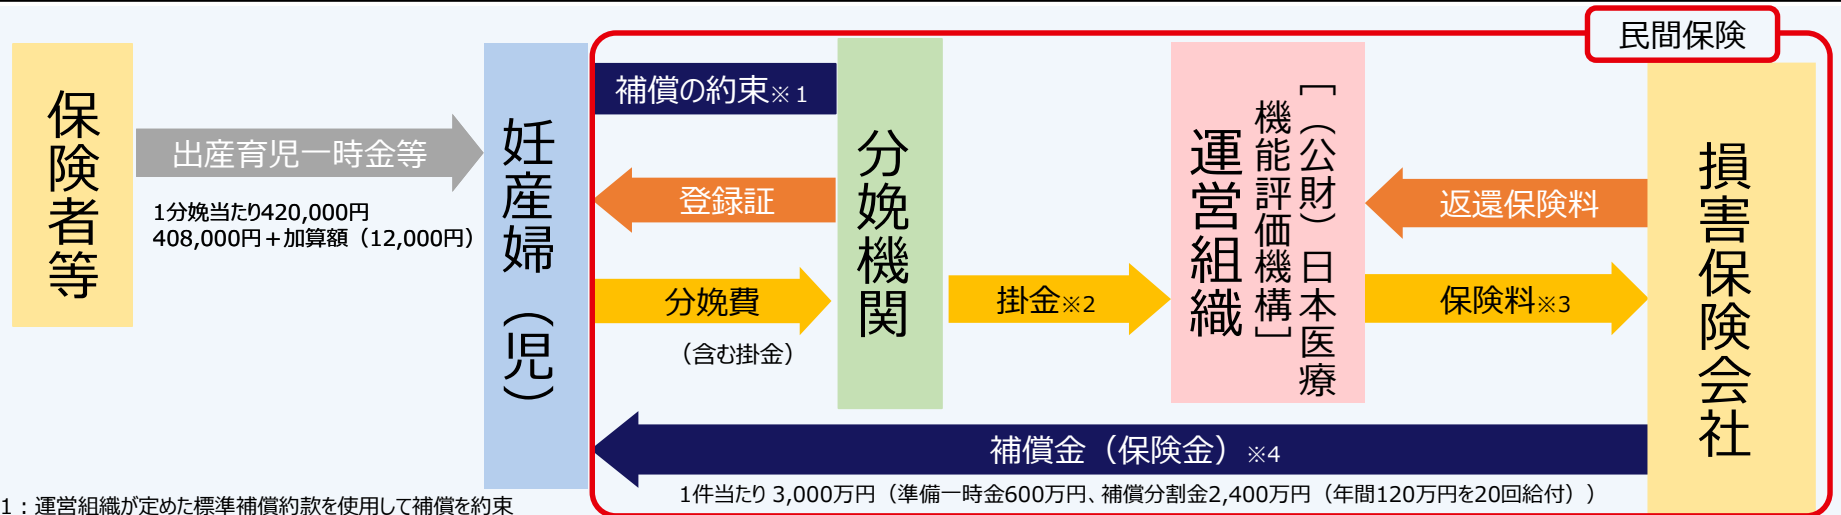 民間保険
保険者等
出産育児一時金等
1分娩当たり420,000円
408,000円＋加算額（12,000円）
妊産婦（児）
補償の約束※1
登録証
分娩費
（含む掛金）
分娩機関
掛金※2
運営組織
［（公財）日本医療
機能評価機構］
返還保険料
保険料※3
損害保険会社
補償金（保険金）※4
1件当たり3,000万円（準備一時金600万円、補償分割金2,400万円（年間120万円を20回給付））
1：運営組織が定めた標準補償約款を使用して補償を約束